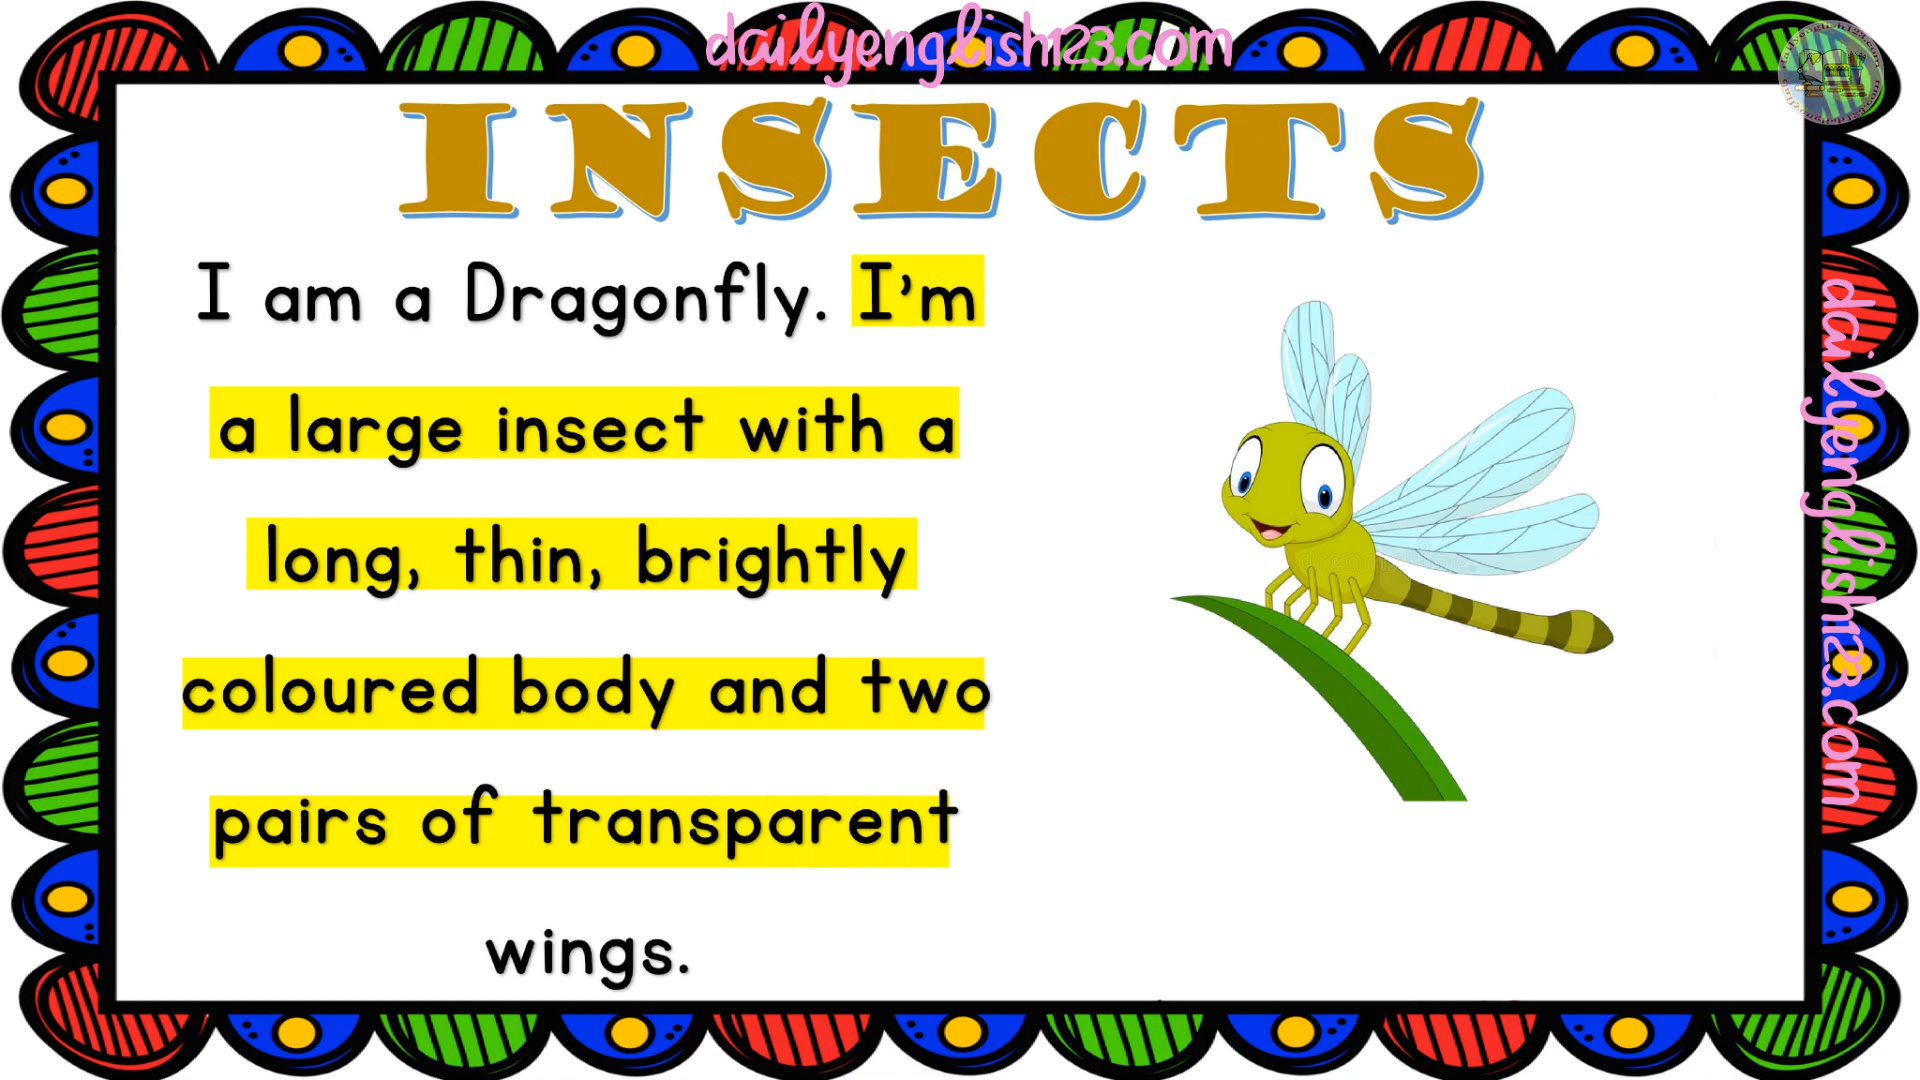 dailyenglish123.com
INSECTS
I am a Dragonfly. I'm
a large insect with a
long, thin, brightly
coloured body and two
pairs of transparent
wings.
dailyenglish123.com